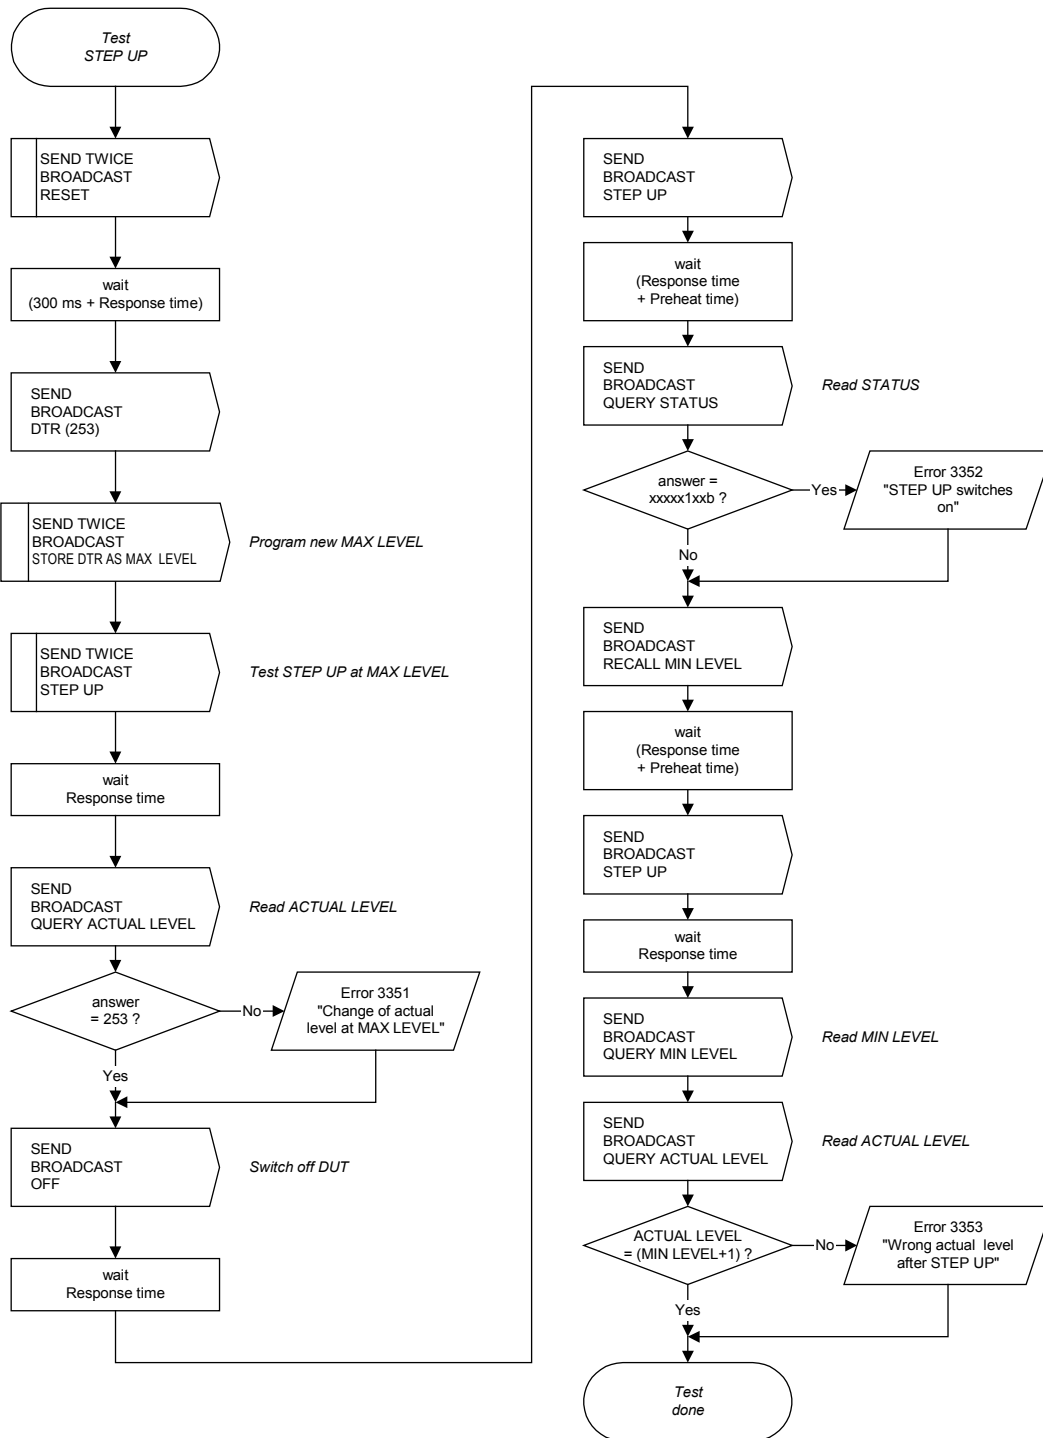 Test
STEP UP
SEND TWICE
BROADCAST
RESET
wait
(300 ms + Response time)
SEND
BROADCAST
DTR (253)
SEND TWICE
BROADCAST
STORE DTR AS MAX LEVEL
Program new MAX LEVEL
SEND TWICE
BROADCAST
STEP UP
Test STEP UP at MAX LEVEL
wait
Response time
SEND
BROADCAST
QUERY ACTUAL LEVEL
Read ACTUAL LEVEL
answer
= 253 ?
No
Error 3351
"Change of actual
level at MAX LEVEL"
Yes
SEND
BROADCAST
OFF
Switch off DUT
wait
Response time
SEND
BROADCAST
STEP UP
wait
(Response time
+ Preheat time)
SEND
BROADCAST
QUERY STATUS
Read STATUS
answer =
xxxxx1xxb ?
Yes
Error 3352
"STEP UP switches
on"
No
SEND
BROADCAST
RECALL MIN LEVEL
wait
(Response time
+ Preheat time)
SEND
BROADCAST
STEP UP
wait
Response time
SEND
BROADCAST
QUERY MIN LEVEL
Read MIN LEVEL
SEND
BROADCAST
QUERY ACTUAL LEVEL
Read ACTUAL LEVEL
ACTUAL LEVEL
= (MIN LEVEL+1) ?
No
Error 3353
"Wrong actual level
after STEP UP"
Yes
Test
done